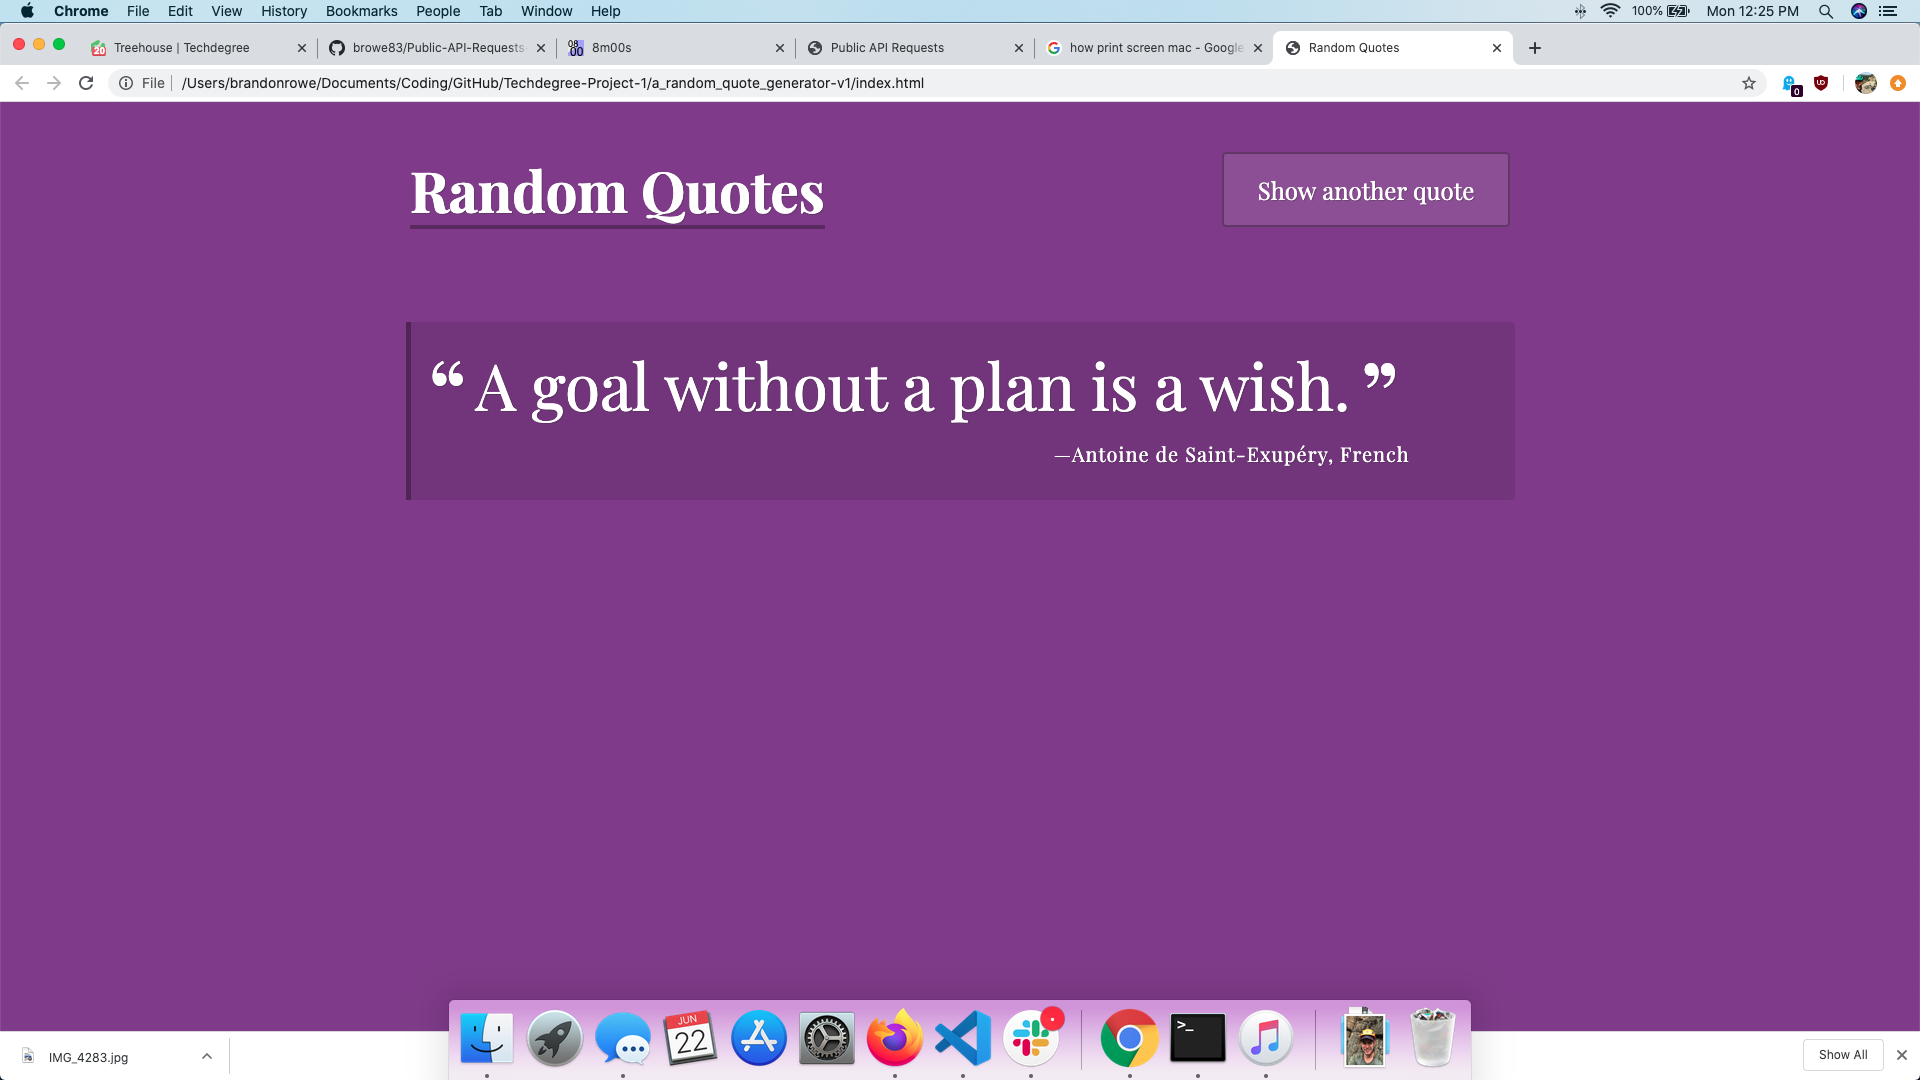 Chrome File Edit View History Bookmarks People Tab Window Help 100% Mon 12:25 PM
Treehouse | Techdegree browe83/Public-API-Requests 8m00s Public API Requests how print screen mac - Google Random Quotes
File /Users/brandonrowe/Documents/Coding/GitHub/Techdegree-Project-1/a_random_quote_generator-v1/index.html 0
Random Quotes
Show another quote
“ A goal without a plan is a wish. ”
—Antoine de Saint-Exupéry, French
JUN
22
>_
IMG_4283.jpg
Show All